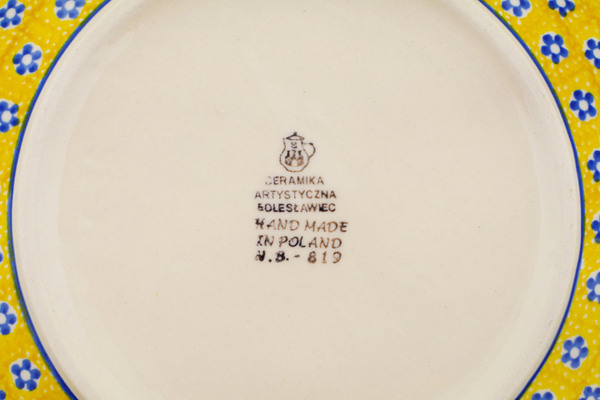 CERAMIKA
ARTYSTYCZNA
BOLESŁAWIEC
HAND MADE
IN POLAND